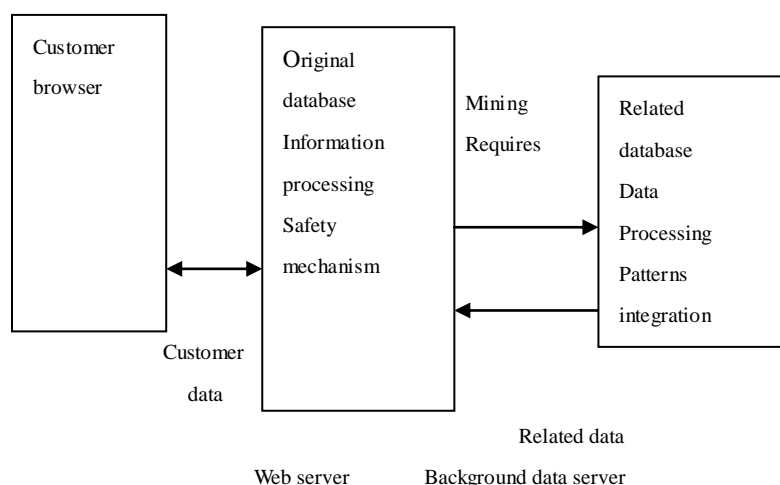 Customer
browser
Original
database
Information
processing
Safety
mechanism
Mining
Requires
Related
database
Data
Processing
Patterns
integration
Customer
data
Related data
Web server
Background data server